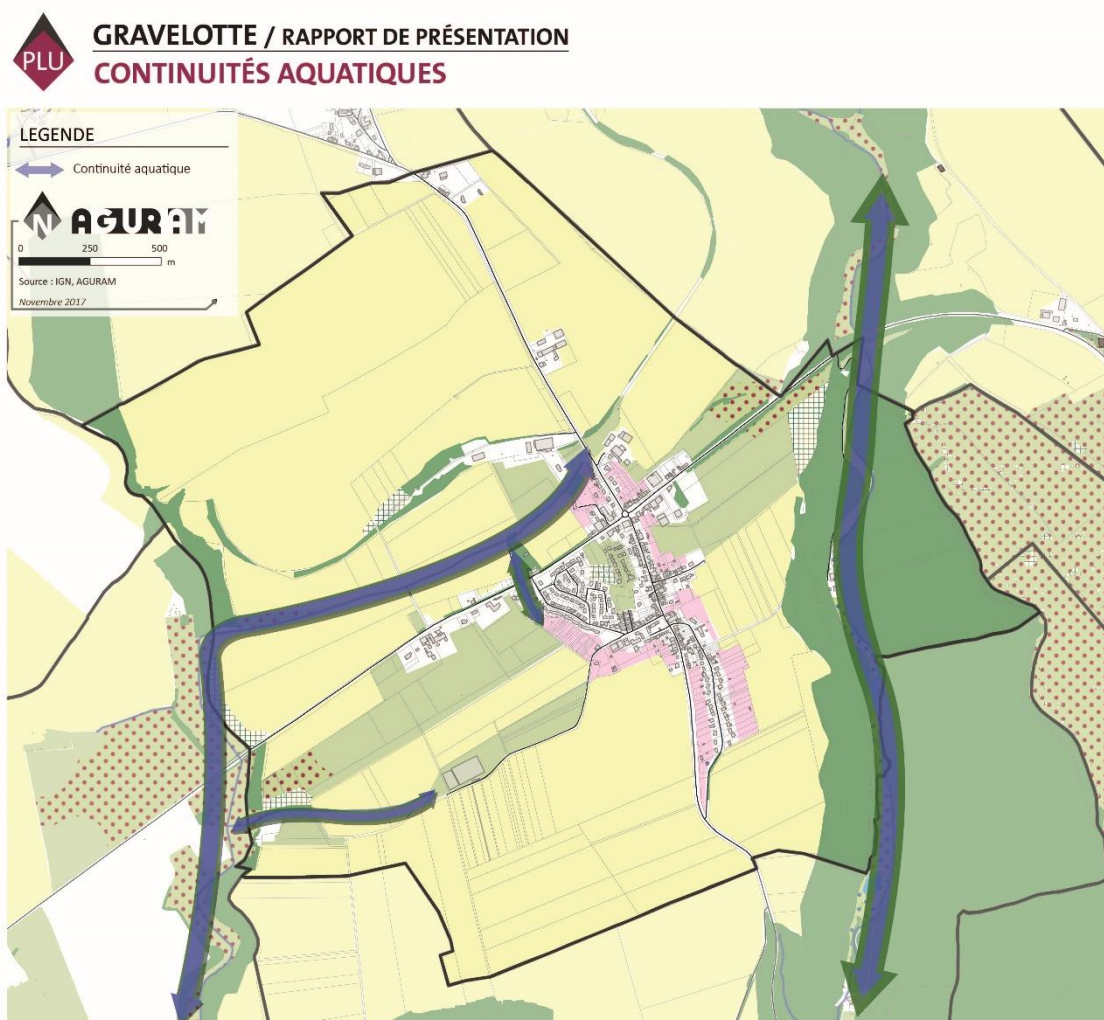 PLU
GRAVELOTTE / RAPPORT DE PRÉSENTATION
CONTINUITÉS AQUATIQUES
LEGENDE
Continuité aquatique
N AGURAM
0 250 500
m
Source : IGN, AGURAM
Novembre 2017